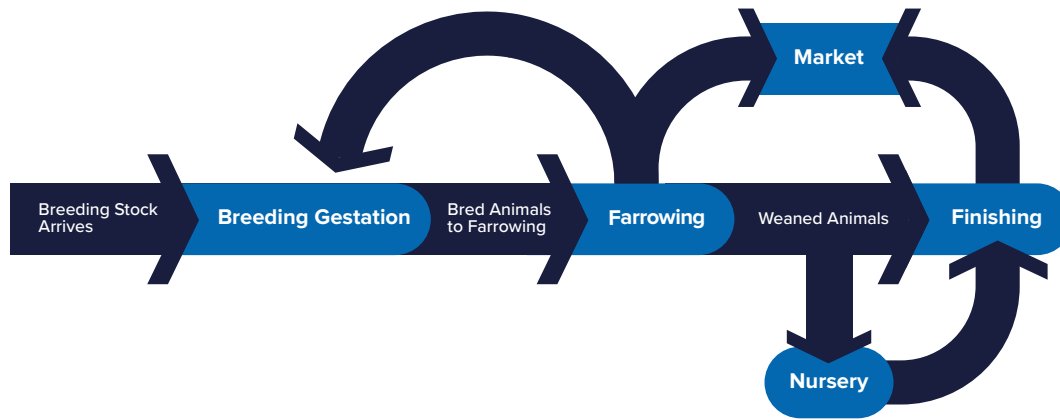 Market
Breeding Stock
Arrives
Breeding Gestation
Bred Animals
to Farrowing
Farrowing
Weaned Animals
Finishing
Nursery